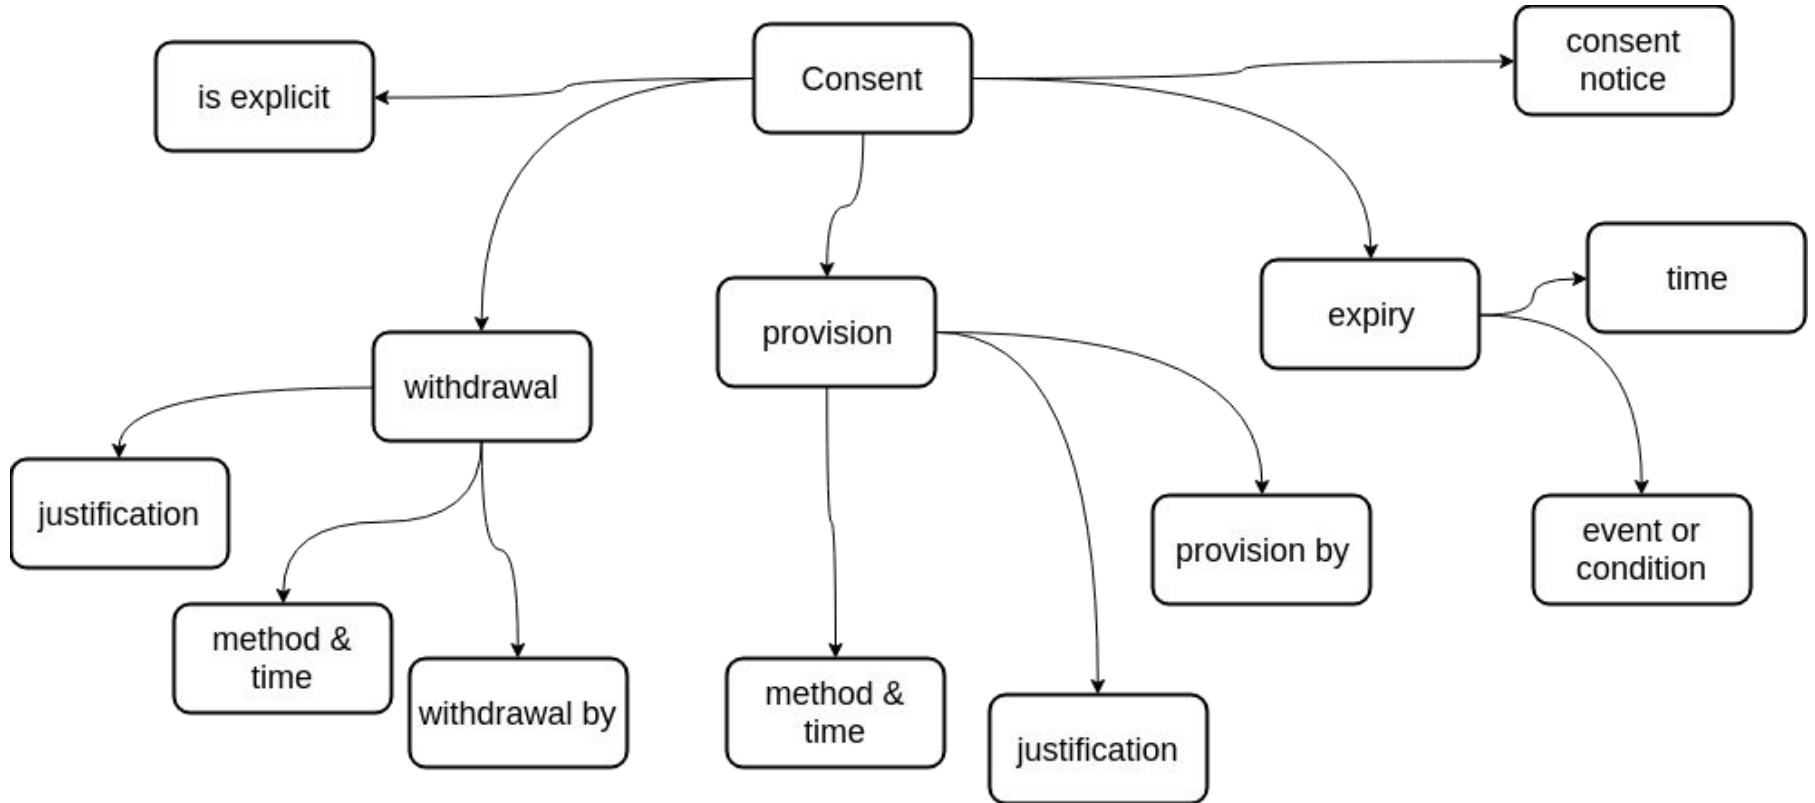 consent
notice
Consent
is explicit
time
expiry
provision
withdrawal
justification
event or
condition
provision by
method &
time
withdrawal by
method &
time
justification